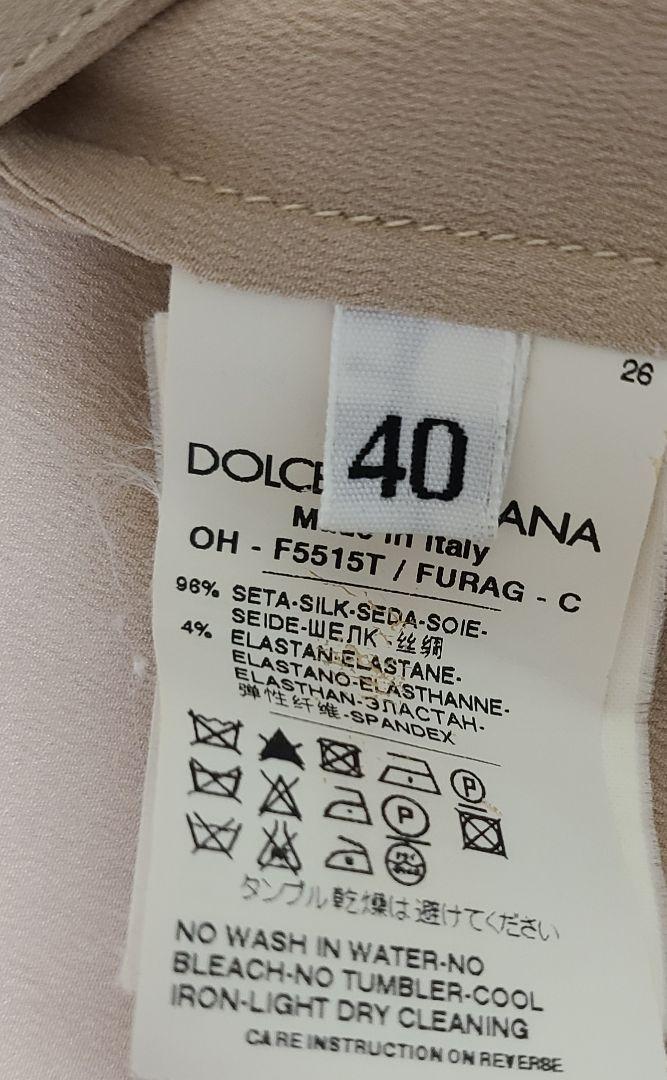 26
40
DOLCE ANA
Made in Italy
OH - F5515T / FURAG - C
96% SETA-SILK-SEDA-SOIE-
SEIDE-ШЕЛК-丝绸
4% ELASTAN-ELASTANE-
ELASTANO-ELASTHANNE-
ELASTHAN-ЭЛАСТАН-
弹性纤维-SPANDEX
P
P
タンブル乾燥は避けてください
NO WASH IN WATER-NO
BLEACH-NO TUMBLER-COOL
IRON-LIGHT DRY CLEANING
CARE INSTRUCTION ON REVERSE